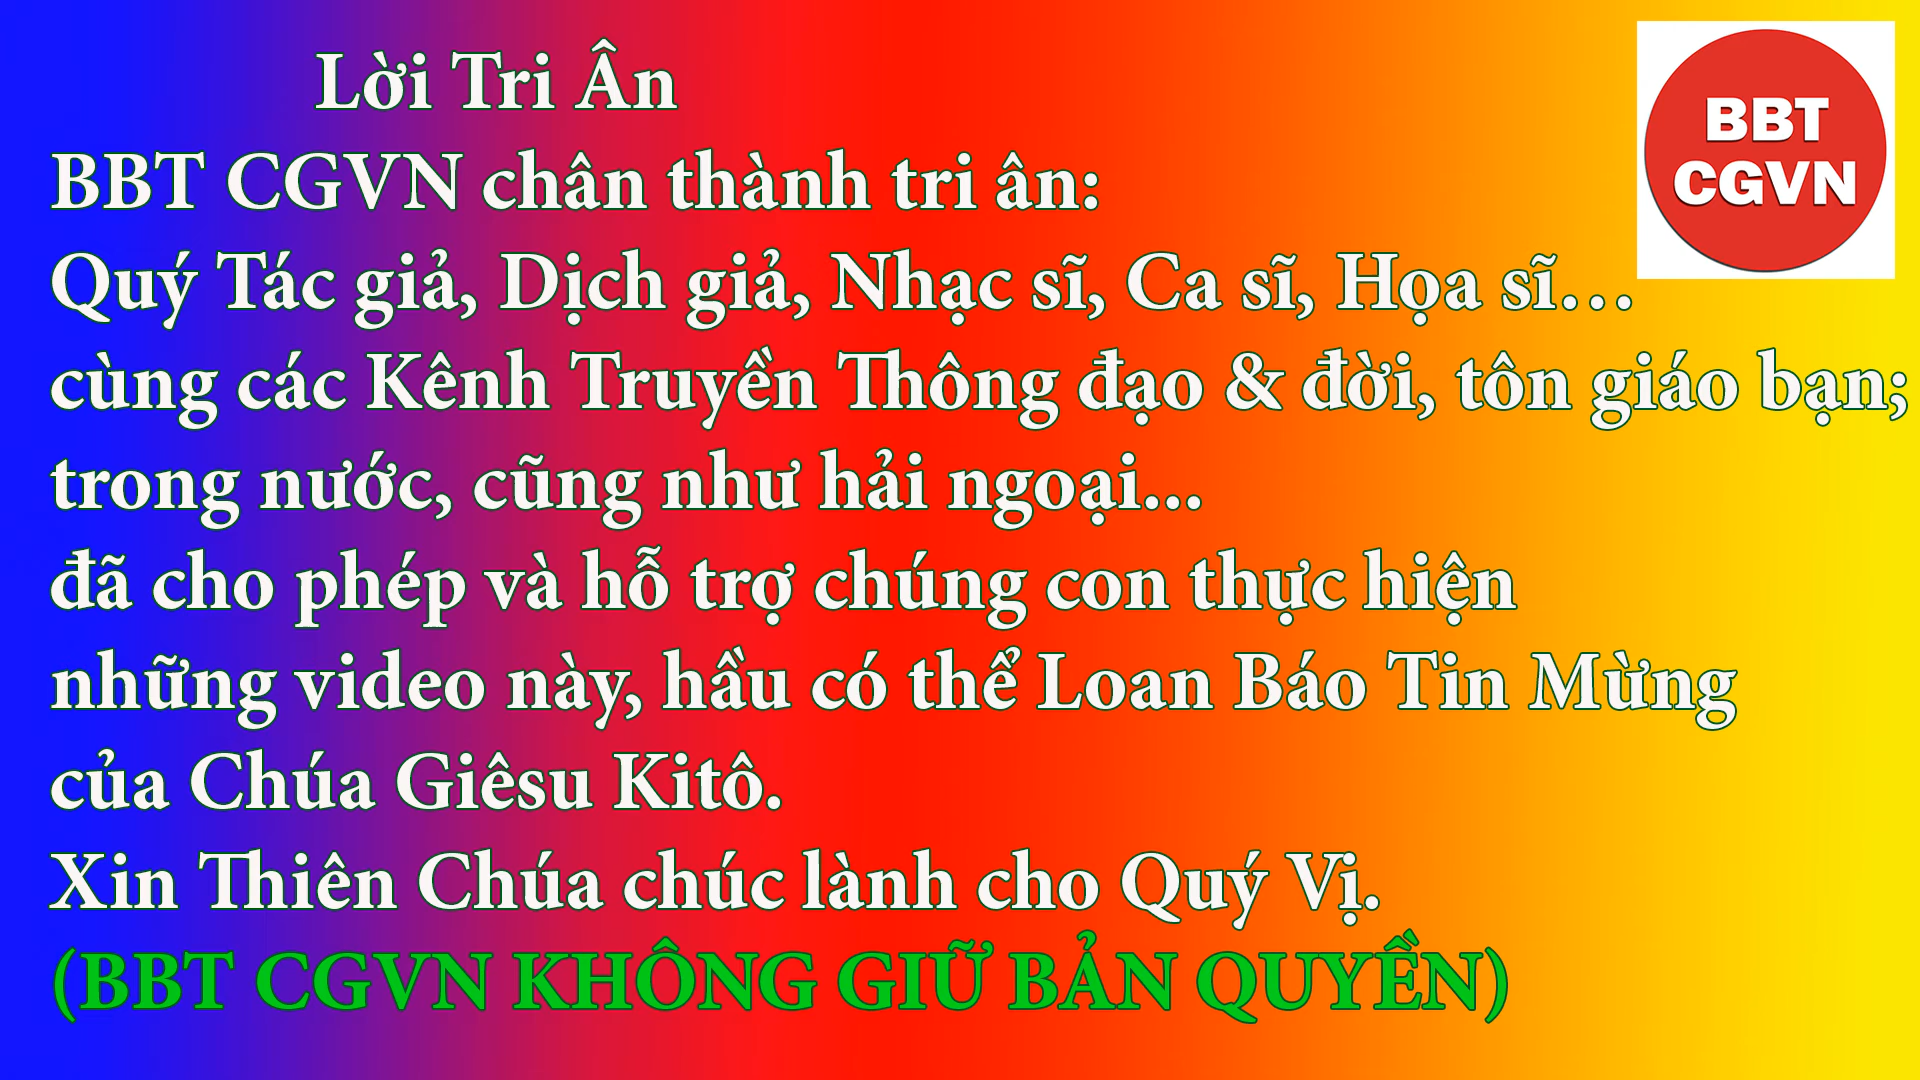 Lời Tri Ân
BBT
CGVN
BBT CGVN chân thành tri ân:
Quý Tác giả, Dịch giả, Nhạc sĩ, Ca sĩ, Họa sĩ…
cùng các Kênh Truyền Thông đạo & đời, tôn giáo bạn;
trong nước, cũng như hải ngoại...
đã cho phép và hỗ trợ chúng con thực hiện
những video này, hầu có thể Loan Báo Tin Mừng
của Chúa Giêsu Kitô.
Xin Thiên Chúa chúc lành cho Quý Vị.
(BBT CGVN KHÔNG GIỮ BẢN QUYỀN)